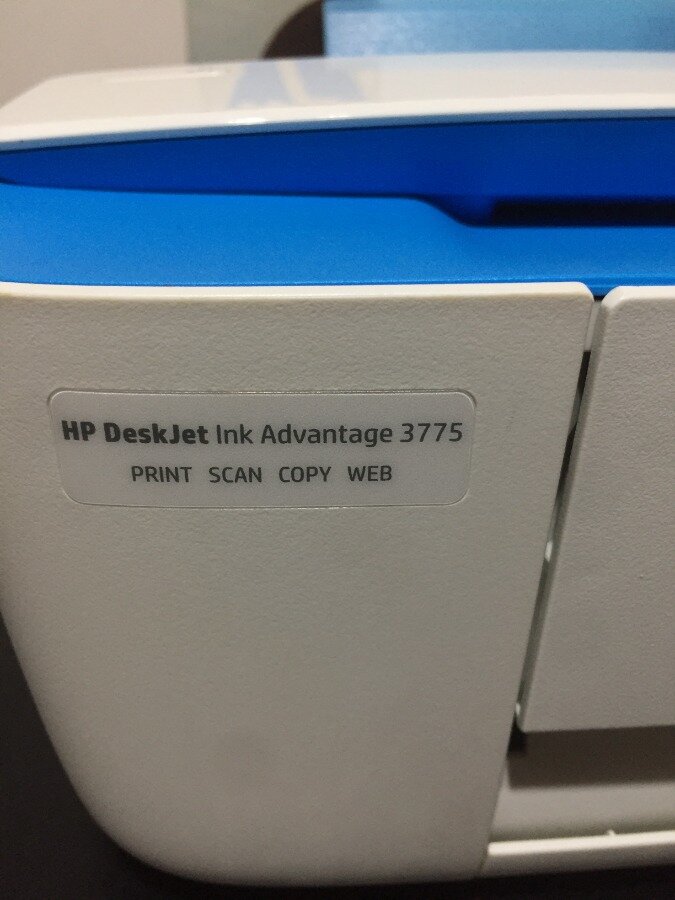 HP DeskJet Ink Advantage 3775
PRINT SCAN COPY WEB